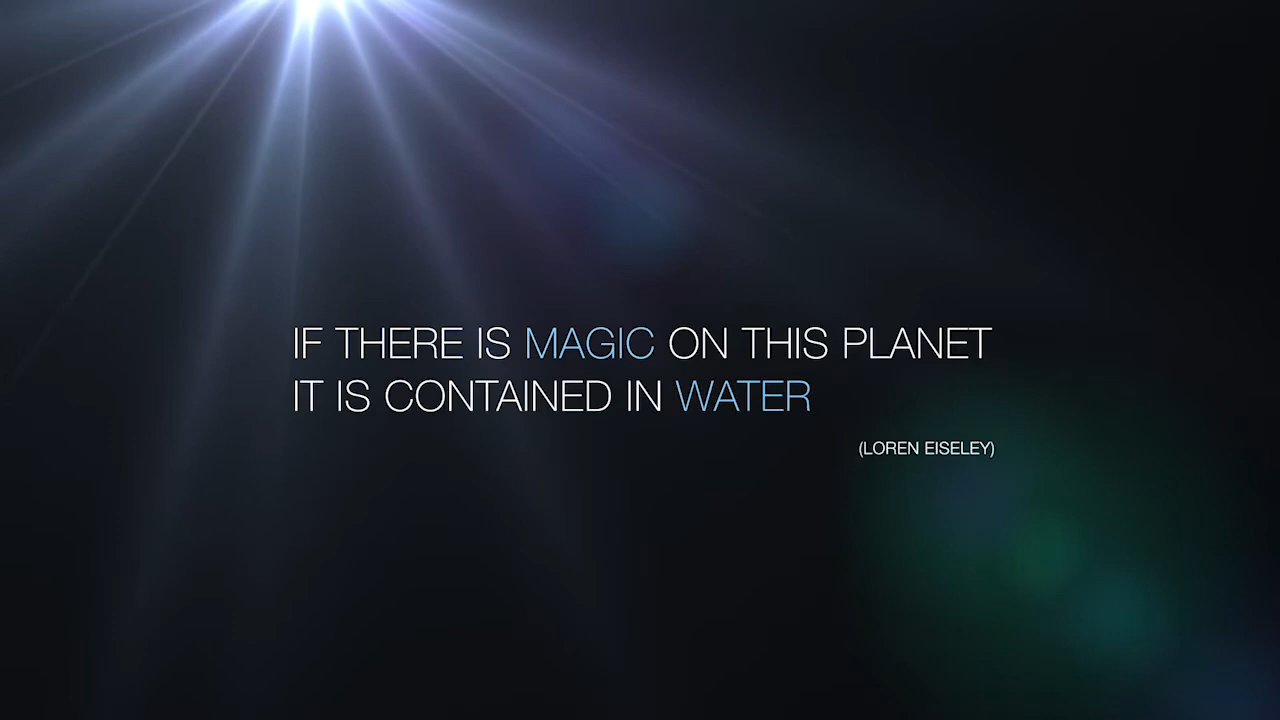 IF THERE IS MAGIC ON THIS PLANET
IT IS CONTAINED IN WATER
(LOREN EISELEY)